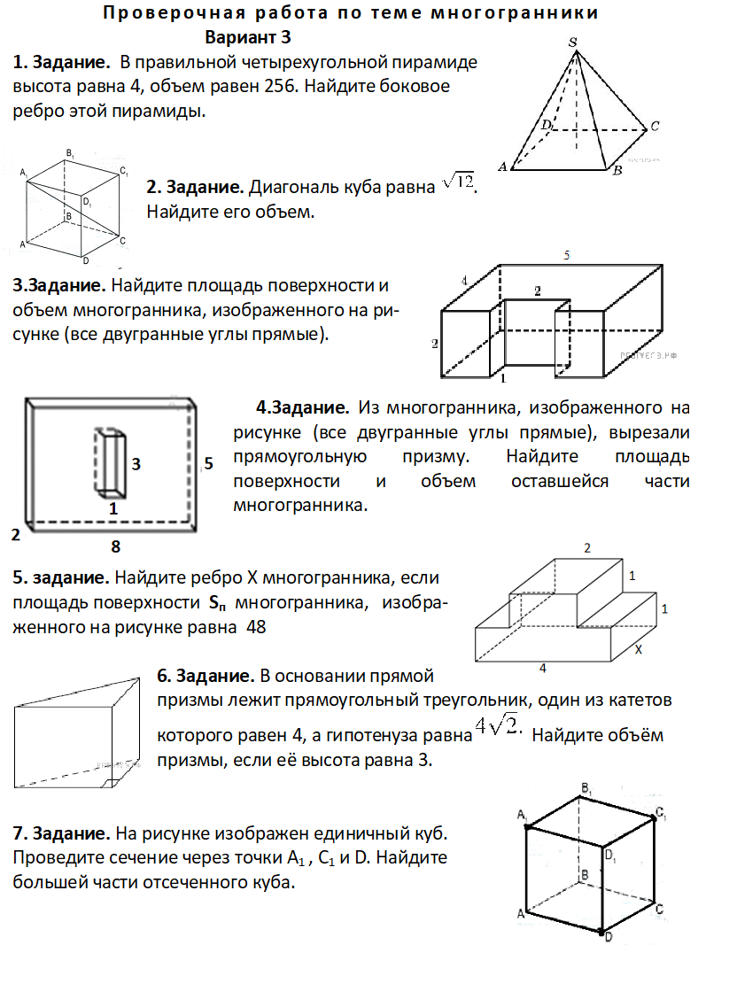 Проверочная работа по теме многогранники
Вариант 3
1. Задание. В правильной четырехугольной пирамиде
высота равна 4, объем равен 256. Найдите боковое
ребро этой пирамиды.
S
D
C
A
B
B₁
A₁
C₁
D₁
B
A
C
D
2. Задание. Диагональ куба равна √12.
Найдите его объем.
3.Задание. Найдите площадь поверхности и
объем многогранника, изображенного на ри-
сунке (все двугранные углы прямые).
5
4
2
2
1
4.Задание. Из многогранника, изображенного на
рисунке (все двугранные углы прямые), вырезали
прямоугольную призму. Найдите площадь
поверхности и объем оставшейся части
многогранника.
3
5
1
2
8
5. задание. Найдите ребро X многогранника, если
площадь поверхности Sп многогранника, изобра-
женного на рисунке равна 48
2
1
1
X
4
6. Задание. В основании прямой
призмы лежит прямоугольный треугольник, один из катетов
которого равен 4, а гипотенуза равна 4√2. Найдите объём
призмы, если её высота равна 3.
7. Задание. На рисунке изображен единичный куб.
Проведите сечение через точки A₁ , C₁ и D. Найдите
большей части отсеченного куба.
B₁
A₁
C₁
D₁
B
A
C
D